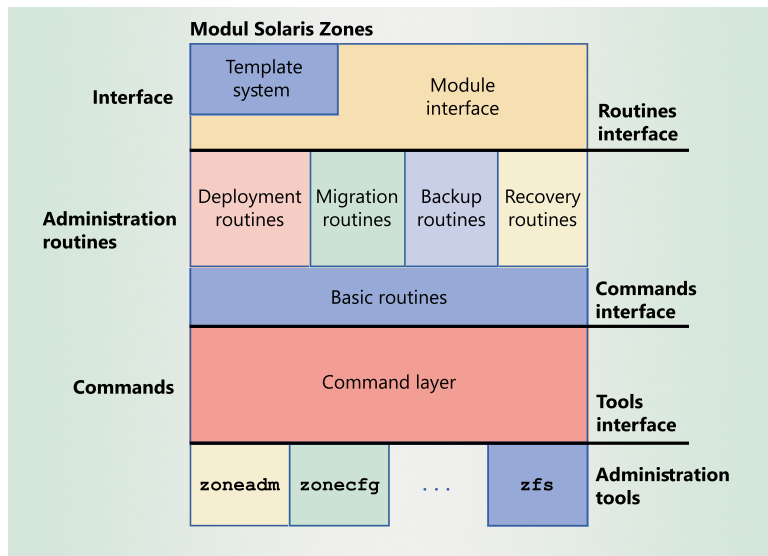 Modul Solaris Zones
Template
system
Module
interface
Interface
Routines
interface
Deployment
routines
Migration
routines
Backup
routines
Recovery
routines
Administration
routines
Basic routines
Commands
interface
Command layer
Commands
Tools
interface
zoneadm
zonecfg
...
zfs
Administration
tools